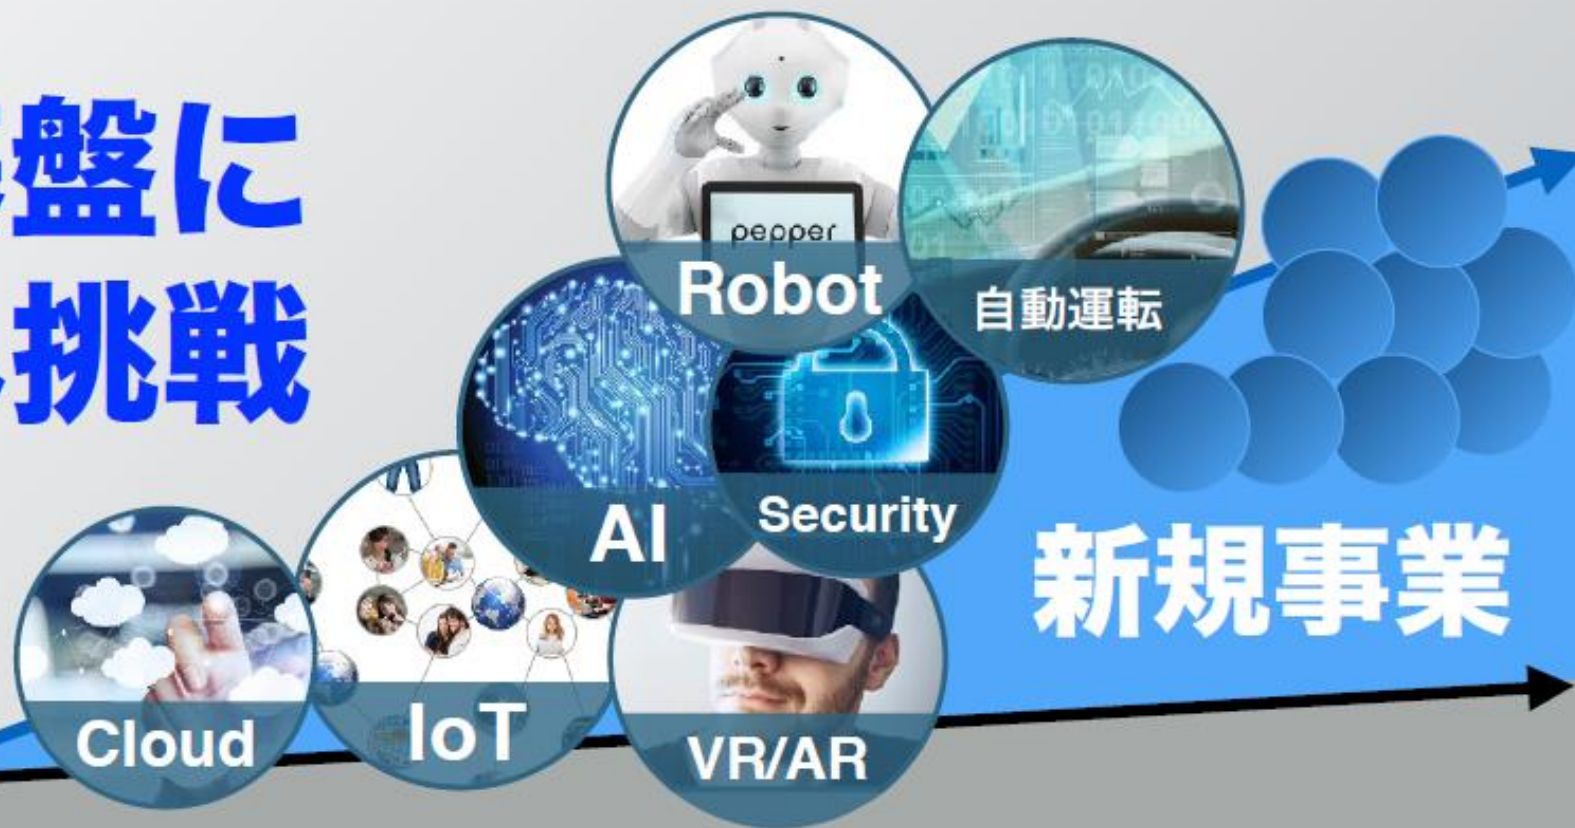 盤に
挑戦
pepper
Robot
自動運転
AI
Security
新規事業
Cloud
IoT
VR/AR